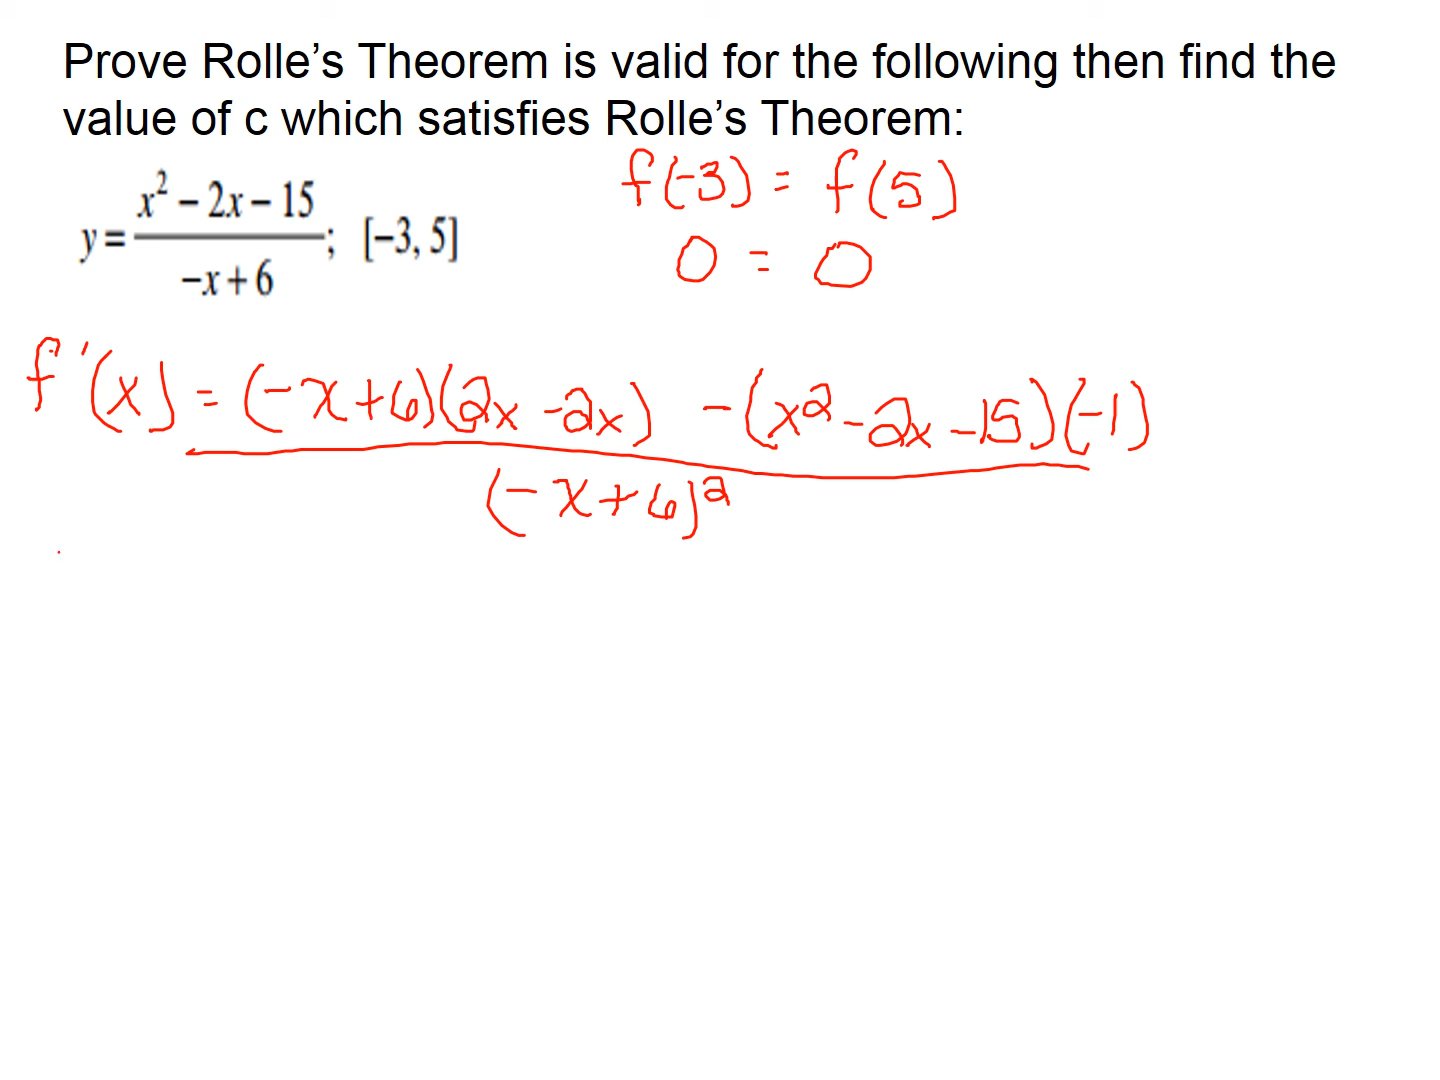 Prove Rolle’s Theorem is valid for the following then find the
value of c which satisfies Rolle’s Theorem:
f(-3) = f(5)
y = (x² – 2x – 15)/(–x + 6); [–3, 5]
0 = 0
f'(x) = (-x+6)(2x-2x) - (x²-2x-15)(-1)
(-x+6)²